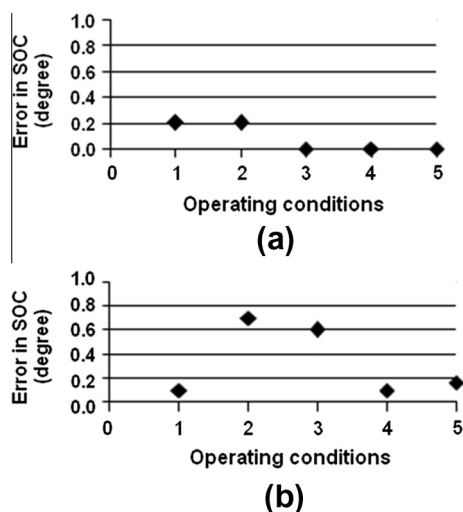 1.0
0.8
0.6
0.4
0.2
0.0
Error in SOC
(degree)
0 1 2 3 4 5
Operating conditions
(a)
1.0
0.8
0.6
0.4
0.2
0.0
Error in SOC
(degree)
0 1 2 3 4 5
Operating conditions
(b)